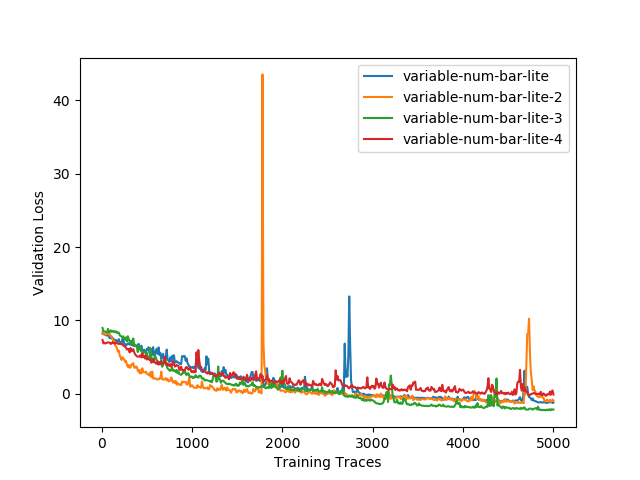 variable-num-bar-lite
variable-num-bar-lite-2
variable-num-bar-lite-3
variable-num-bar-lite-4
40
30
20
10
0
Validation Loss
0 1000 2000 3000 4000 5000
Training Traces